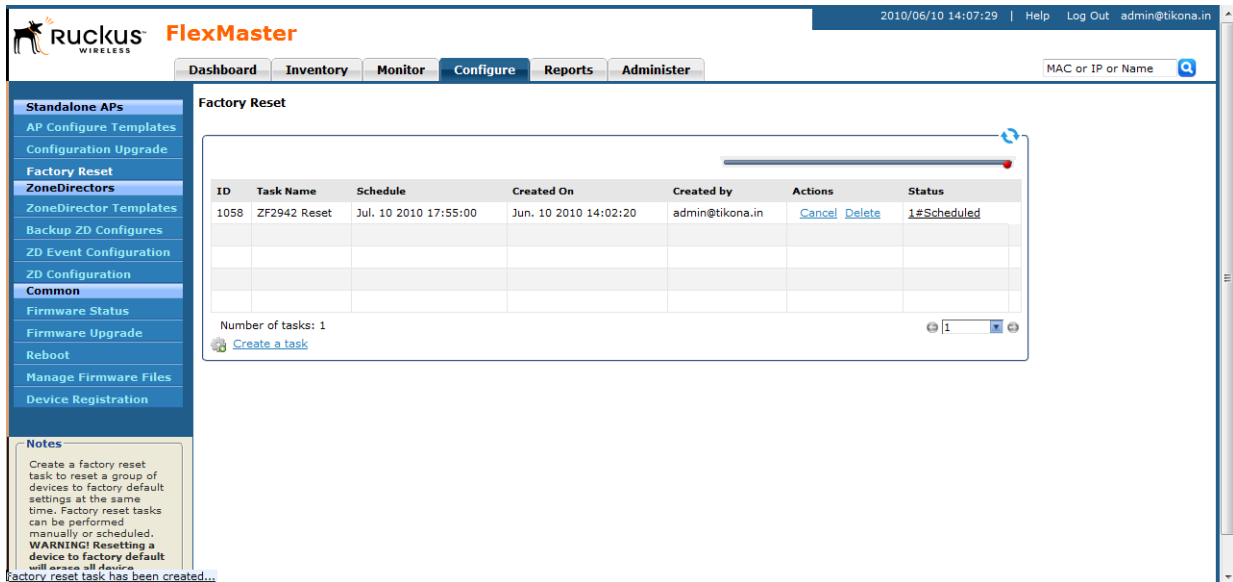 2010/06/10 14:07:29 | Help Log Out admin@tikona.in
RUCKUS WIRELESS FlexMaster
Dashboard Inventory Monitor Configure Reports Administer
MAC or IP or Name
Standalone APs
AP Configure Templates
Configuration Upgrade
Factory Reset
ZoneDirectors
ZoneDirector Templates
Backup ZD Configures
ZD Event Configuration
ZD Configuration
Common
Firmware Status
Firmware Upgrade
Reboot
Manage Firmware Files
Device Registration
Notes
Create a factory reset
task to reset a group of
devices to factory default
settings at the same
time. Factory reset tasks
can be performed
manually or scheduled.
WARNING! Resetting a
device to factory default
will erase all device
Factory reset task has been created...
Factory Reset
ID Task Name Schedule Created On Created by Actions Status
1058 ZF2942 Reset Jul. 10 2010 17:55:00 Jun. 10 2010 14:02:20 admin@tikona.in Cancel Delete 1#Scheduled
Number of tasks: 1
1
Create a task